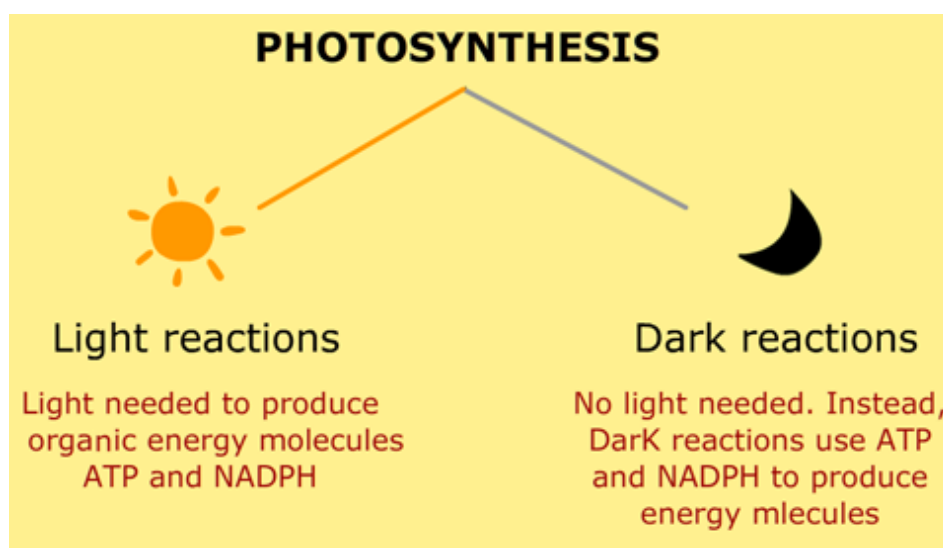 PHOTOSYNTHESIS
Light reactions
Light needed to produce
organic energy molecules
ATP and NADPH
Dark reactions
No light needed. Instead,
DarK reactions use ATP
and NADPH to produce
energy mlecules